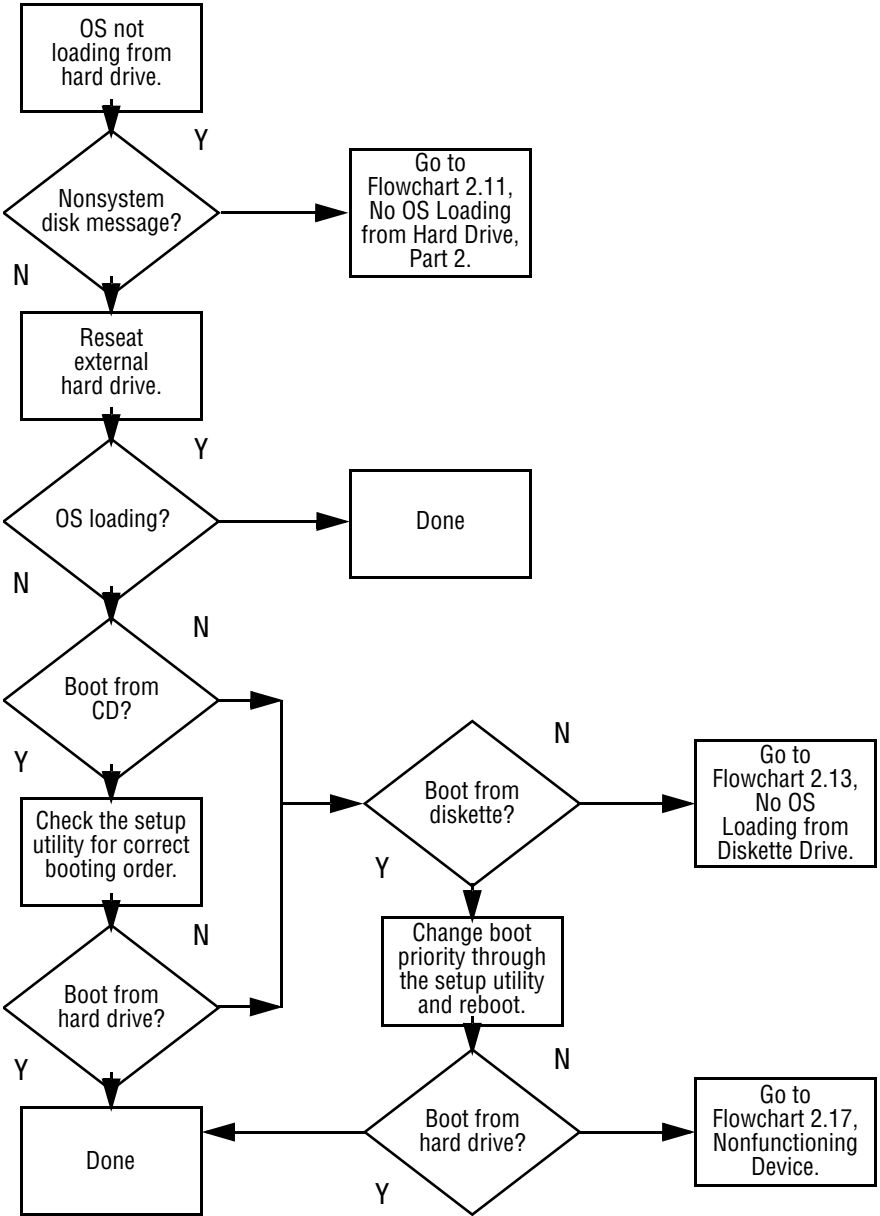 OS not
loading from
hard drive.
Y
Nonsystem
disk message?
Go to
Flowchart 2.11,
No OS Loading
from Hard Drive,
Part 2.
N
Reseat
external
hard drive.
Y
OS loading?
Done
N
N
Boot from
CD?
Y
Check the setup
utility for correct
booting order.
N
Boot from
hard drive?
Y
Done
Boot from
diskette?
N
Go to
Flowchart 2.13,
No OS
Loading from
Diskette Drive.
Y
Change boot
priority through
the setup utility
and reboot.
N
Boot from
hard drive?
Y
Go to
Flowchart 2.17,
Nonfunctioning
Device.